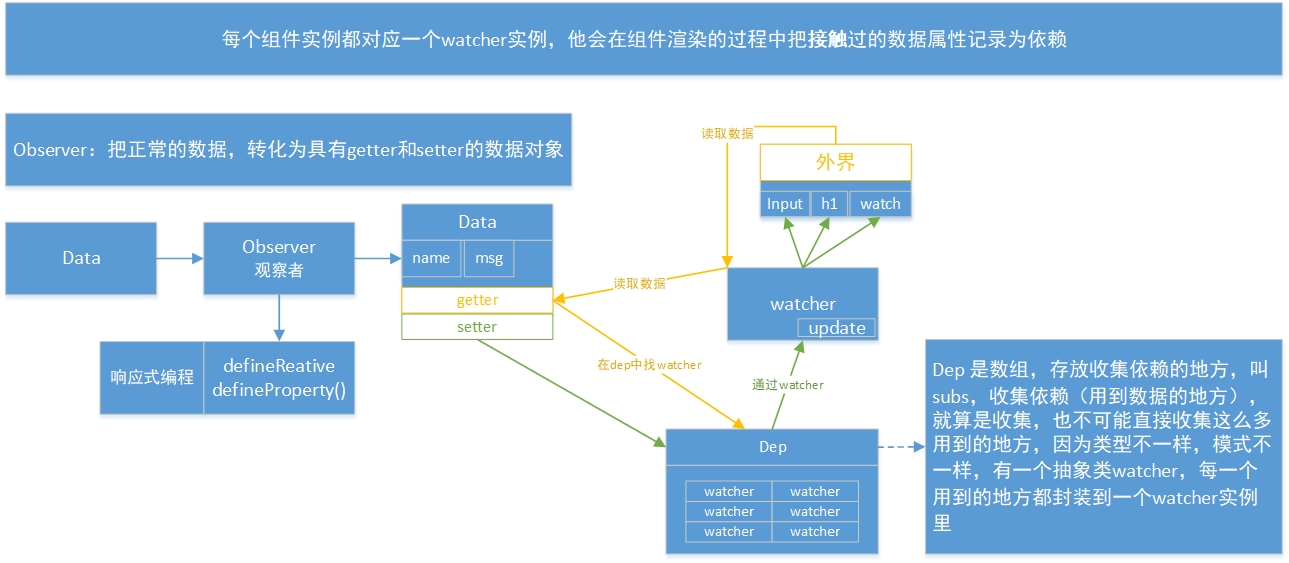 每个组件实例都对应一个watcher实例，他会在组件渲染的过程中把接触过的数据属性记录为依赖
Observer：把正常的数据，转化为具有getter和setter的数据对象
读取数据
外界
Input h1 watch
Data
Observer
观察者
Data
name msg
getter
setter
读取数据
watcher
update
响应式编程
defineReative
defineProperty()
在dep中找watcher
通过watcher
Dep
watcher watcher
watcher watcher
watcher watcher
Dep 是数组，存放收集依赖的地方，叫
subs，收集依赖（用到数据的地方），
就算是收集，也不可能直接收集这么多
用到的地方，因为类型不一样，模式不
一样，有一个抽象类watcher，每一个
用到的地方都封装到一个watcher实例
里